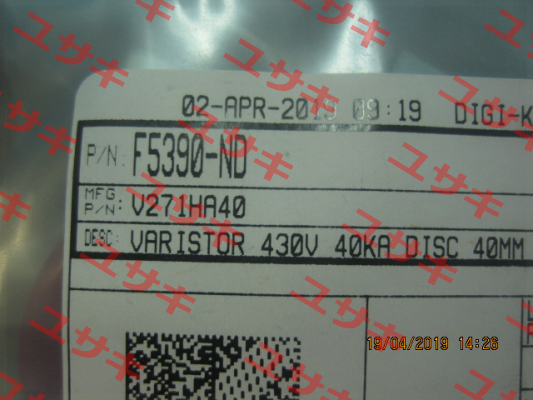 02-APR-2019 09:19 DIGI-K
P/N: F5390-ND
MFG P/N: V271HA40
DESC: VARISTOR 430V 40KA DISC 40MM
19/04/2019 14:26
ユサキ